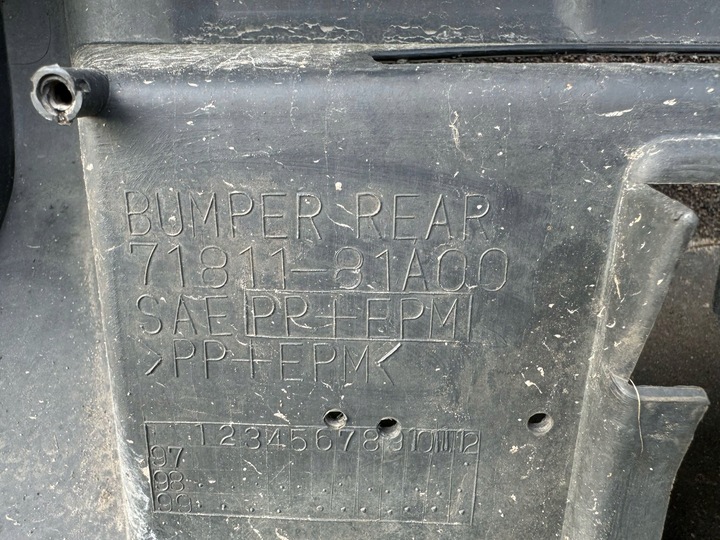 BUMPER REAR
71811-81A00
SAE PP+EPM
>PP+EPM<
1 2 3 4 5 6 7 8 9 10 11 12
97
98
99